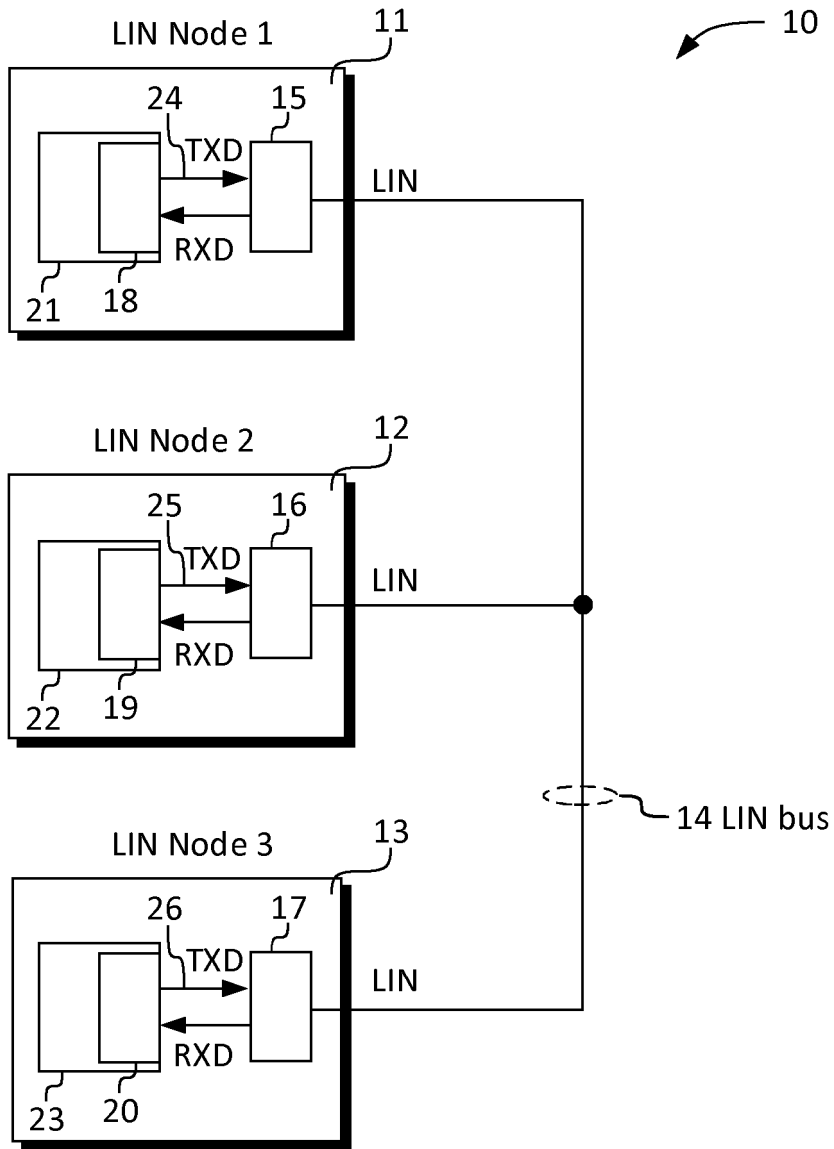 10
LIN Node 1
11
24
15
TXD
LIN
RXD
21
18
LIN Node 2
12
25
16
TXD
LIN
RXD
22
19
14 LIN bus
LIN Node 3
13
26
17
TXD
LIN
RXD
23
20